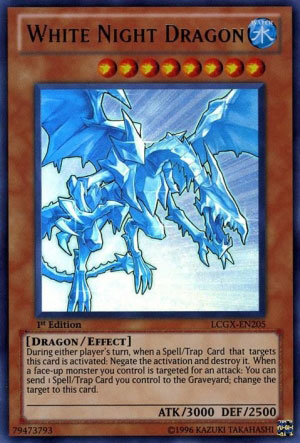 WHITE NIGHT DRAGON
WATER
水
1st Edition
LCGX-EN205
[DRAGON/EFFECT]
During either player's turn, when a Spell/Trap Card that targets
this card is activated: Negate the activation and destroy it. When
a face-up monster you control is targeted for an attack: You can
send 1 Spell/Trap Card you control to the Graveyard; change the
target to this card.
ATK/3000 DEF/2500
79473793
©1996 KAZUKI TAKAHASHI